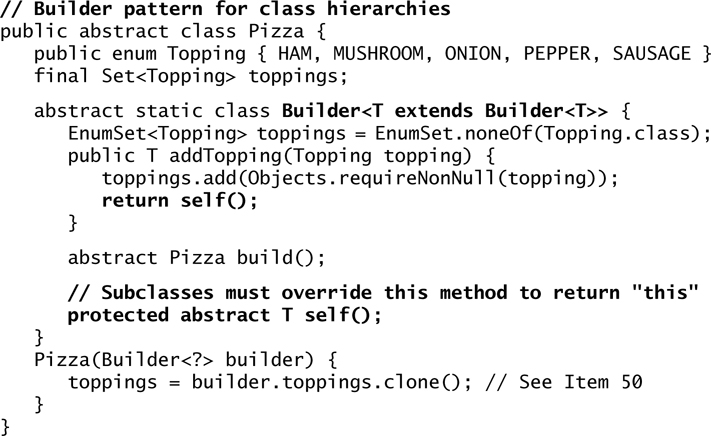 // Builder pattern for class hierarchies
public abstract class Pizza {
   public enum Topping { HAM, MUSHROOM, ONION, PEPPER, SAUSAGE }
   final Set<Topping> toppings;

   abstract static class Builder<T extends Builder<T>> {
      EnumSet<Topping> toppings = EnumSet.noneOf(Topping.class);
      public T addTopping(Topping topping) {
         toppings.add(Objects.requireNonNull(topping));
         return self();
      }

      abstract Pizza build();

      // Subclasses must override this method to return "this"
      protected abstract T self();
   }
   Pizza(Builder<?> builder) {
      toppings = builder.toppings.clone(); // See Item 50
   }
}